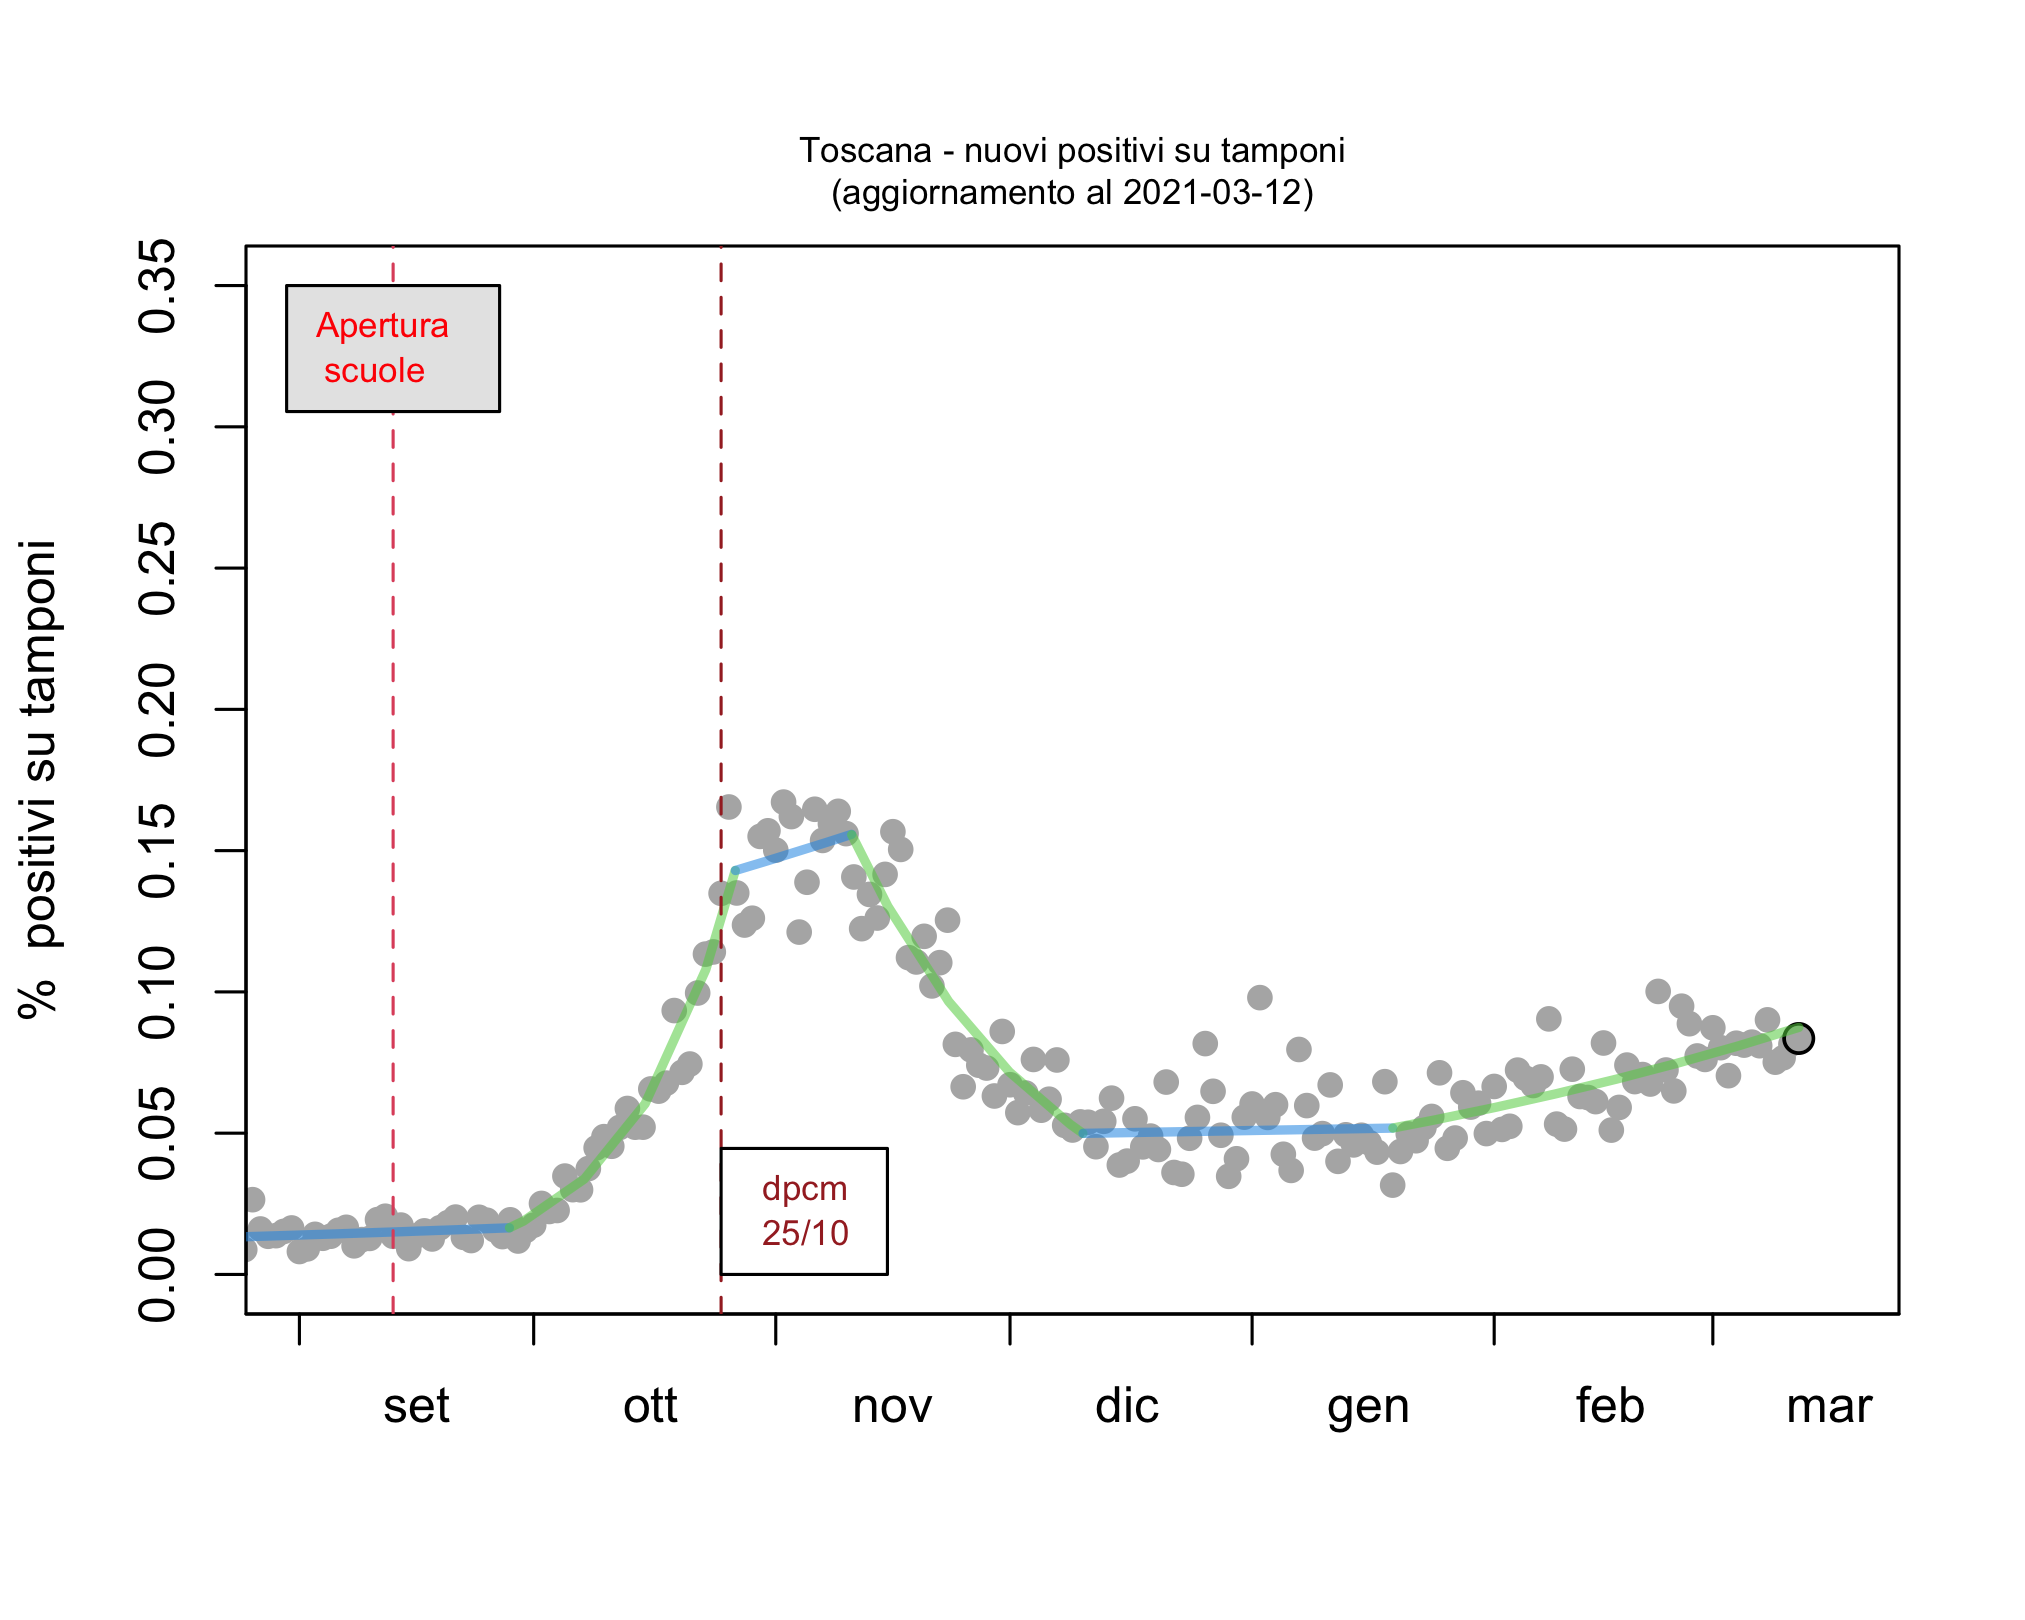 Toscana - nuovi positivi su tamponi
(aggiornamento al 2021-03-12)
% positivi su tamponi
0.35
0.30
0.25
0.20
0.15
0.10
0.05
0.00
Apertura
scuole
dpcm
25/10
set ott nov dic gen feb mar